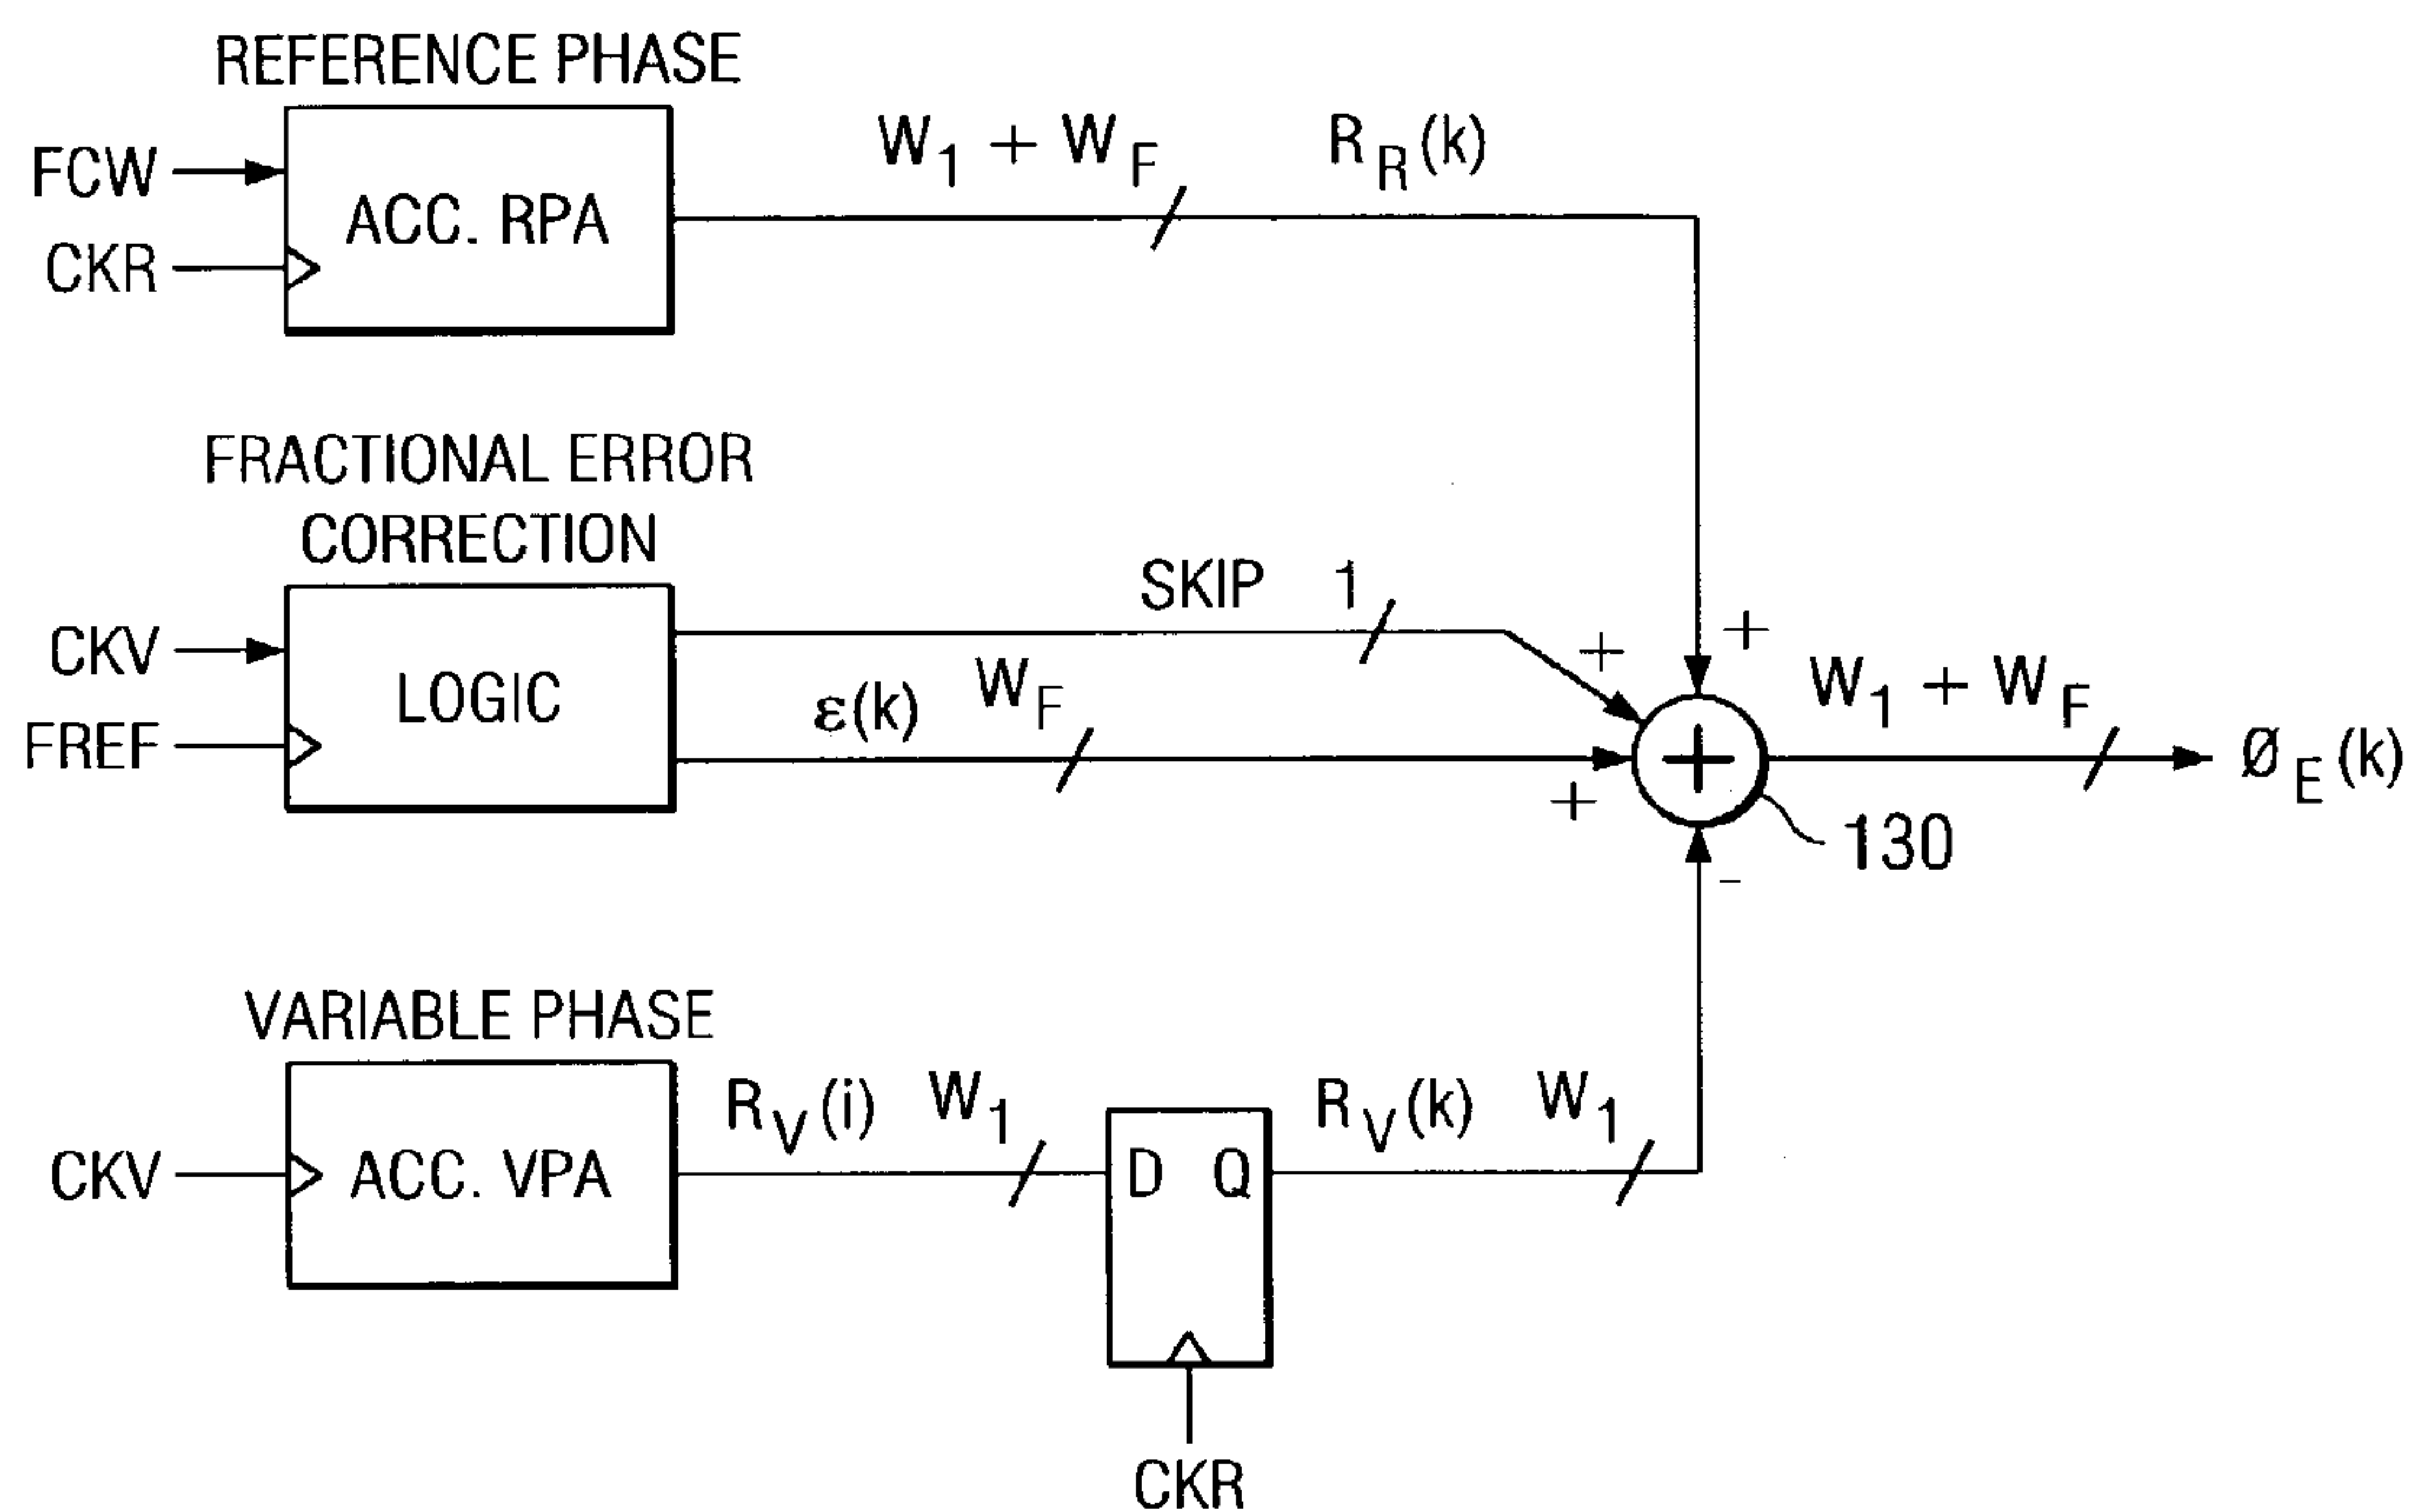 REFERENCE PHASE
FCW
CKR
ACC. RPA
W1 + WF
RR(k)
FRACTIONAL ERROR
CORRECTION
CKV
FREF
LOGIC
SKIP 1
ε(k) WF
+
+
+
+
-
W1 + WF
ØE(k)
130
VARIABLE PHASE
CKV
ACC. VPA
RV(i) W1
D Q
RV(k) W1
CKR